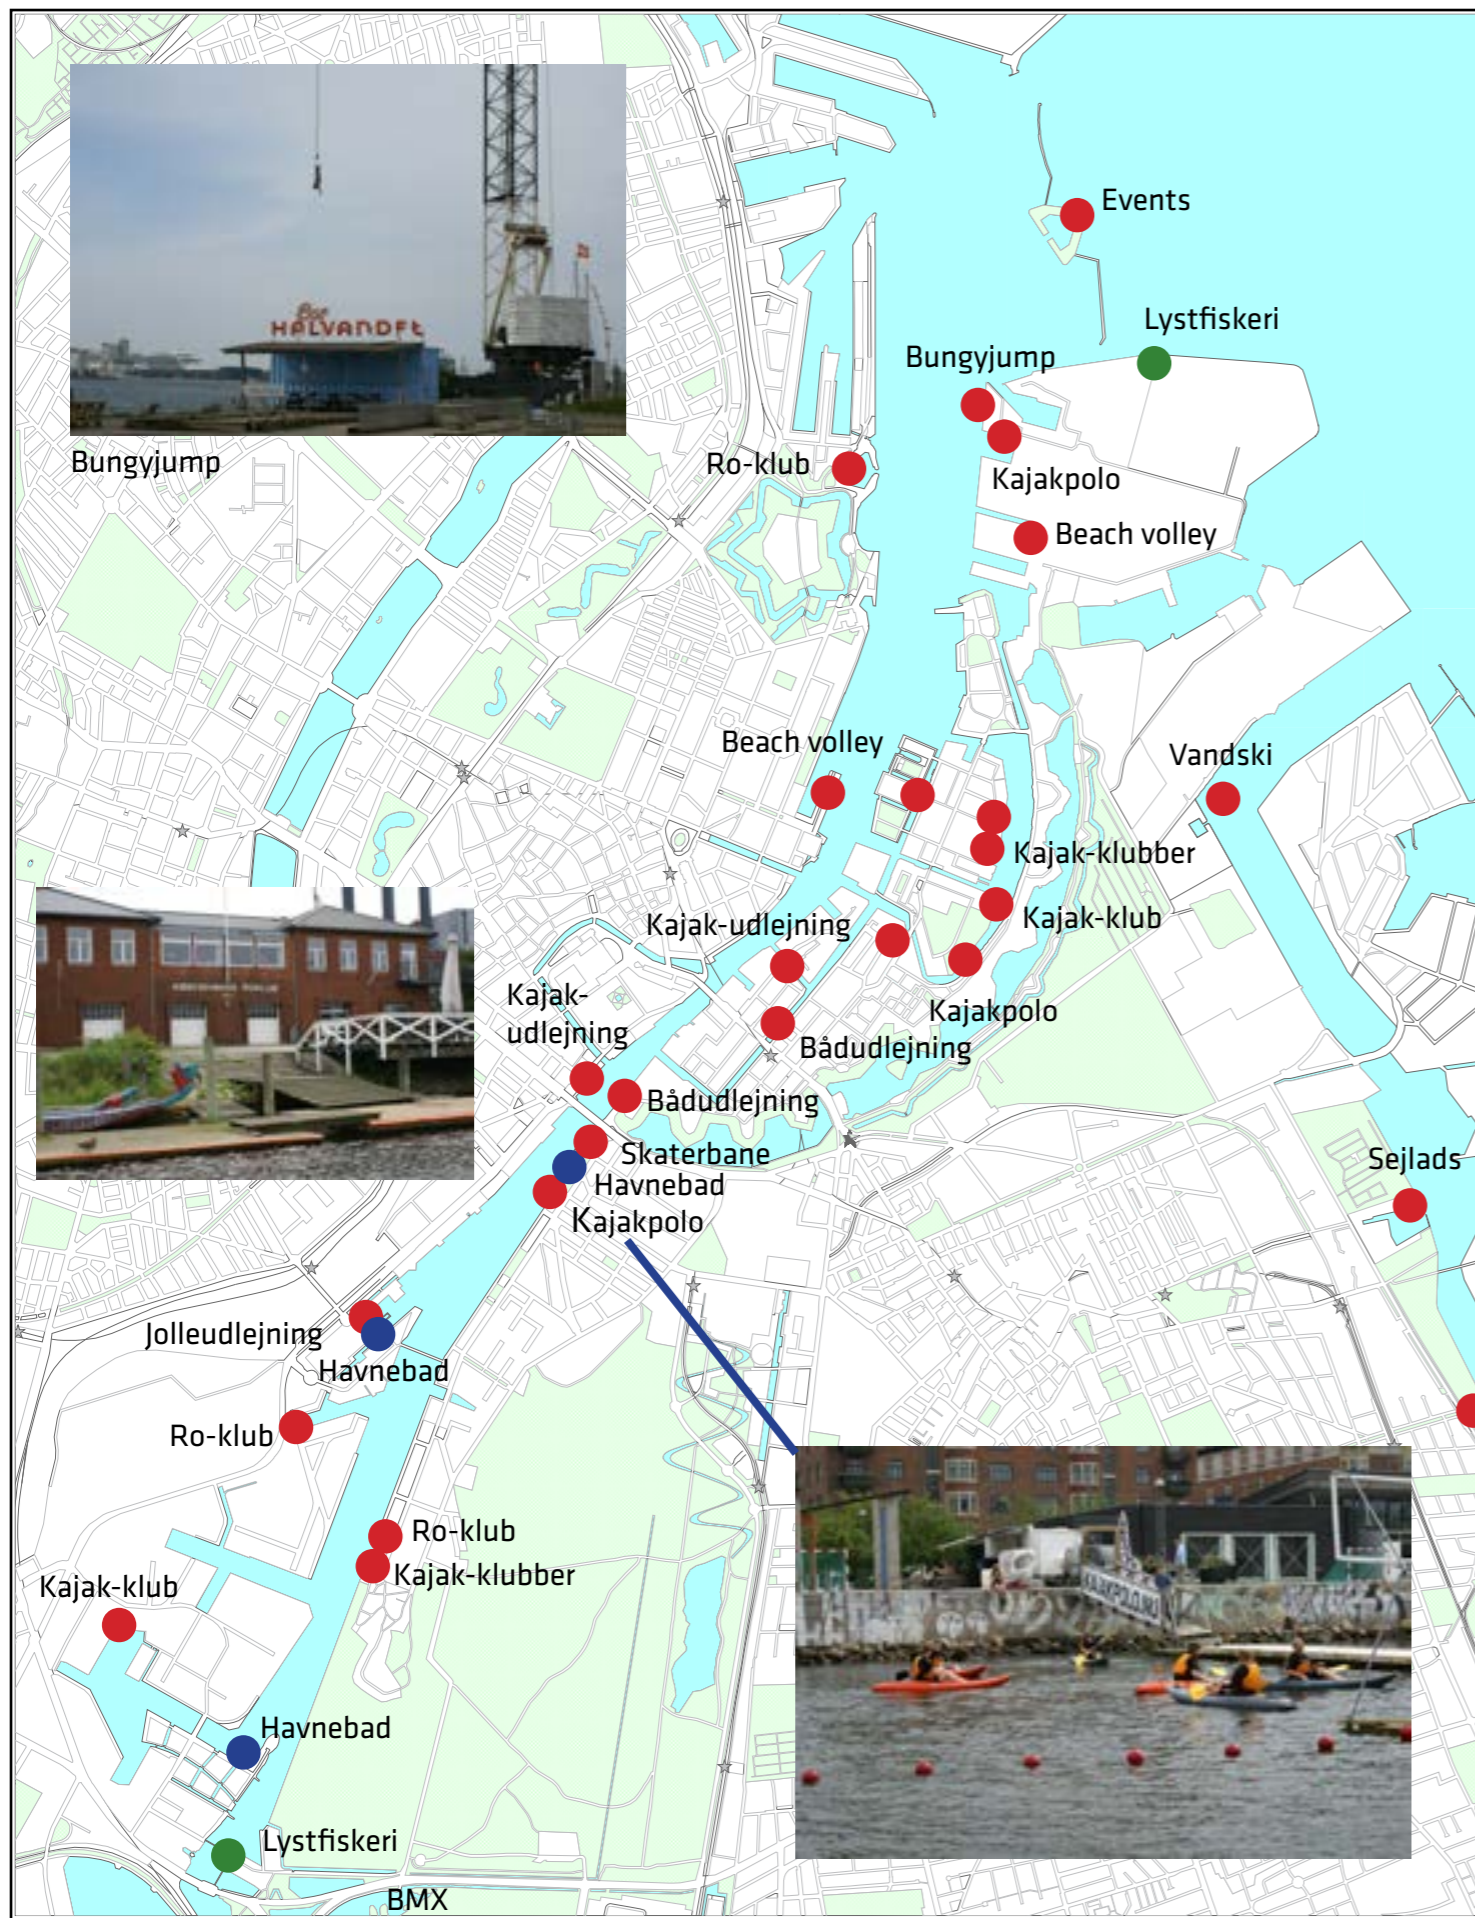 Bar
HALVANDET
Events
Lystfiskeri
Bungyjump
Bungyjump
Ro-klub
Kajakpolo
Beach volley
Beach volley
Vandski
Kajak-klubber
Kajak-udlejning
Kajak-klub
Kajak-
udlejning
Kajakpolo
Bådudlejning
Bådudlejning
Skaterbane
Havnebad
Kajakpolo
Sejlads
Jolleudlejning
Havnebad
Ro-klub
Ro-klub
Kajak-klubber
Kajak-klub
Havnebad
Lystfiskeri
BMX